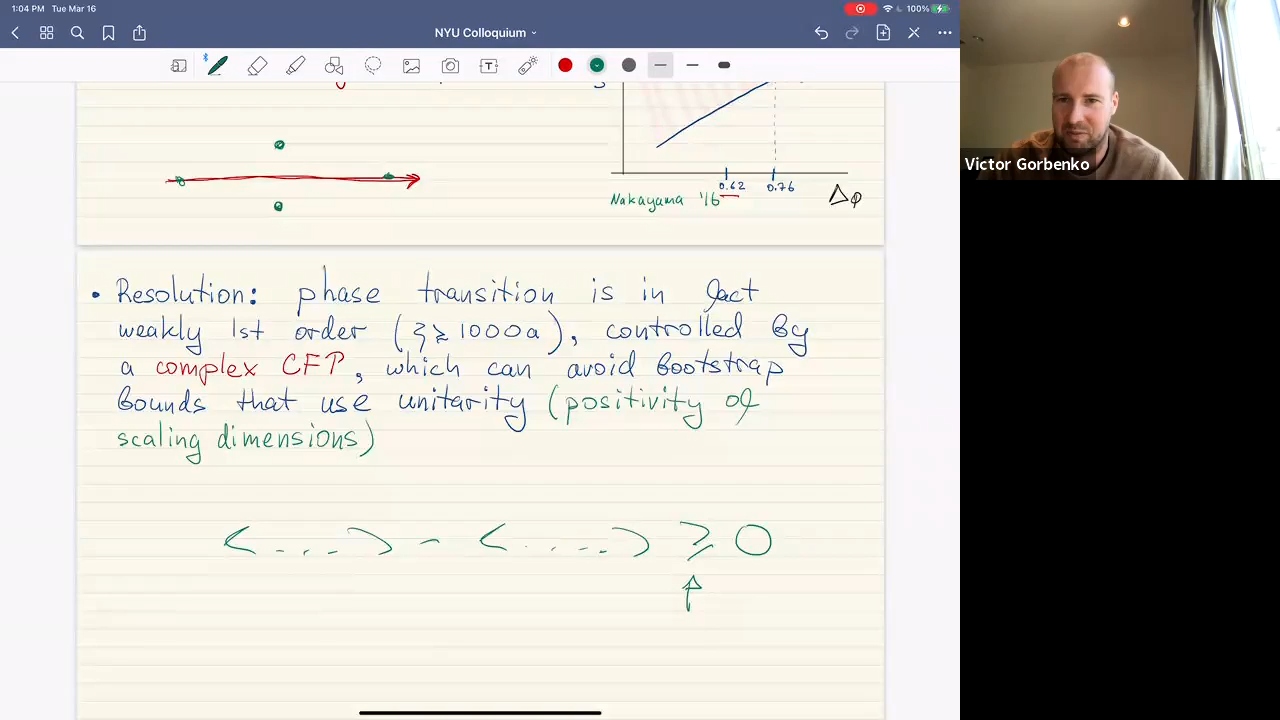 1:04 PM Tue Mar 16
100%
NYU Colloquium
T
0.62 0.76
Nakayama '16
Δφ
• Resolution: phase transition is in fact
weakly 1st order (ξ ≳ 1000a), controlled by
a complex CFT, which can avoid Bootstrap
bounds that use unitarity (positivity of
scaling dimensions)
<...> - <.....> ≥ 0
Victor Gorbenko